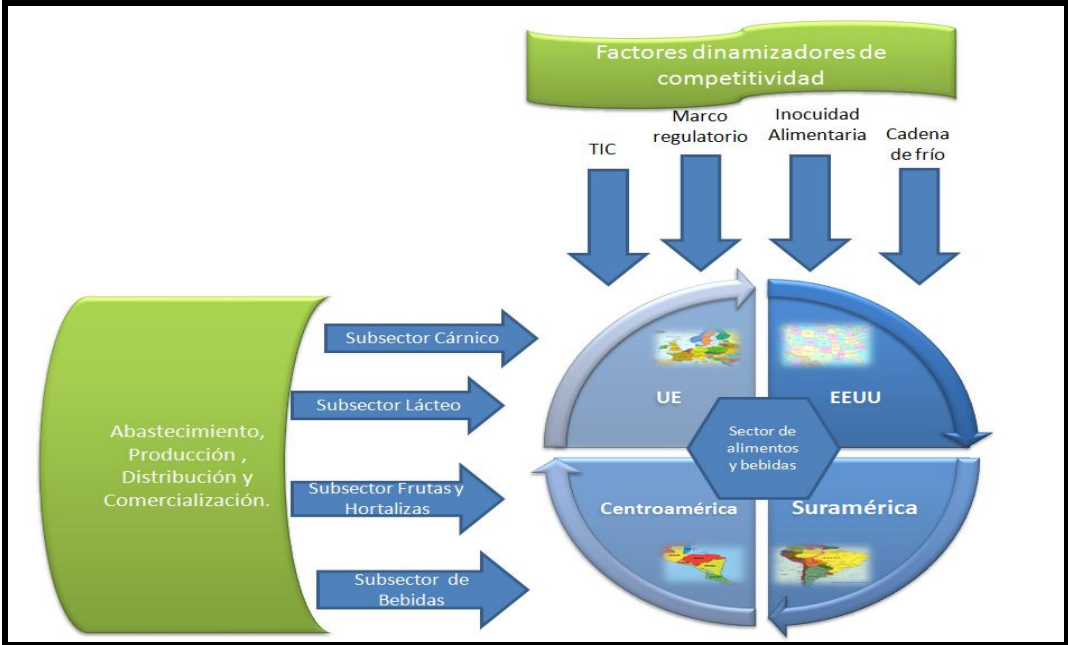 Factores dinamizadores de
competitividad
TIC
Marco
regulatorio
Inocuidad
Alimentaria
Cadena
de frío
Abastecimiento,
Producción ,
Distribución y
Comercialización.
Subsector Cárnico
Subsector Lácteo
Subsector Frutas y
Hortalizas
Subsector de
Bebidas
UE
EEUU
Sector de
alimentos
y bebidas
Centroamérica
Suramérica